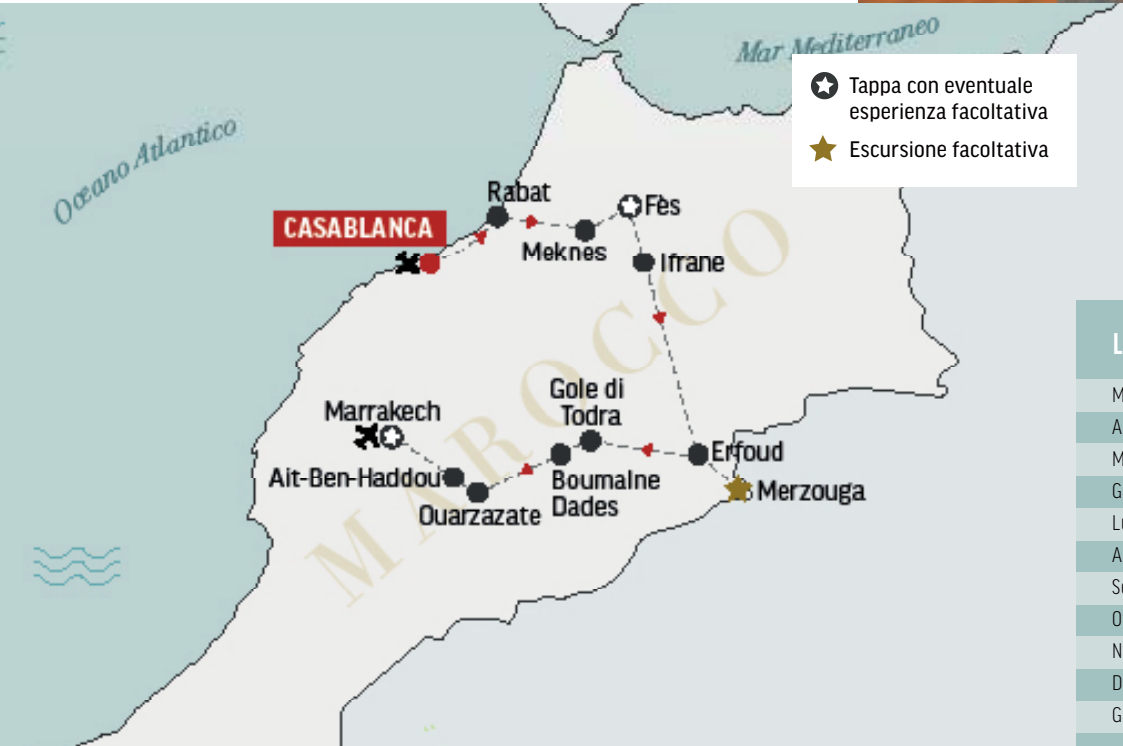 Mar Mediterraneo
Tappa con eventuale
esperienza facoltativa
Escursione facoltativa
Oceano Atlantico
CASABLANCA
Rabat
Meknes
Fès
Ifrane
MAROCCO
Gole di
Todra
Marrakech
Ait-Ben-Haddou
Ouarzazate
Boumalne
Dades
Erfoud
Merzouga